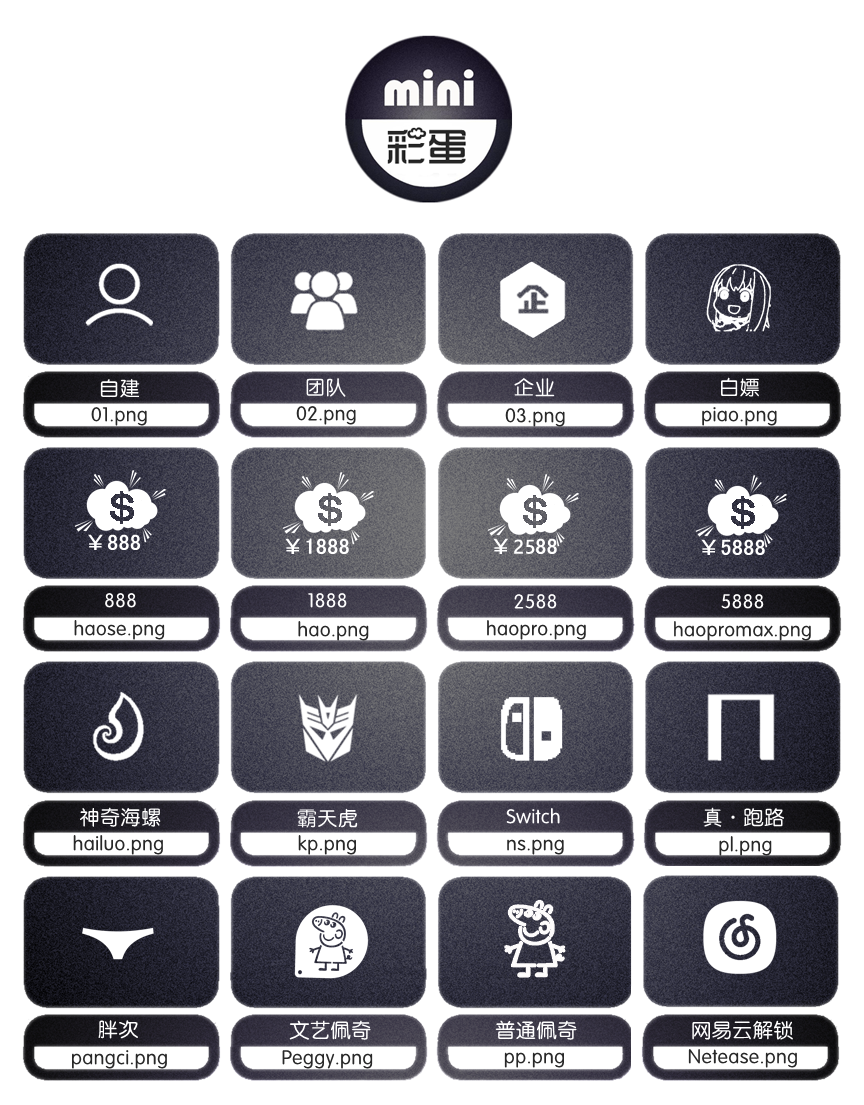 mini
彩蛋
企
自建
01.png
团队
02.png
企业
03.png
白嫖
piao.png
$
¥888
$
¥1888
$
¥2588
$
¥5888
888
haose.png
1888
hao.png
2588
haopro.png
5888
haopromax.png
神奇海螺
hailuo.png
霸天虎
kp.png
Switch
ns.png
真·跑路
pl.png
胖次
pangci.png
文艺佩奇
Peggy.png
普通佩奇
pp.png
网易云解锁
Netease.png